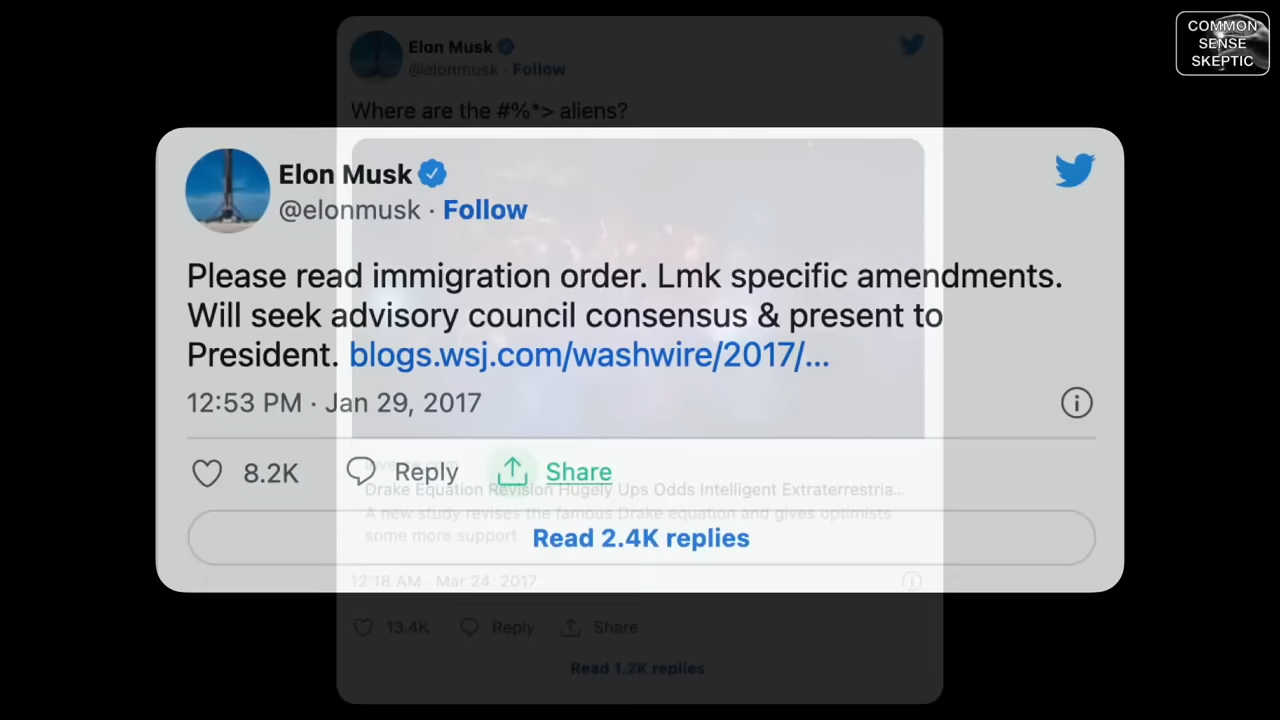 COMMON
SENSE
SKEPTIC
Elon Musk
@elonmusk · Follow
Where are the #%*> aliens?
Elon Musk
@elonmusk · Follow
Please read immigration order. Lmk specific amendments.
Will seek advisory council consensus & present to
President. blogs.wsj.com/washwire/2017/...
12:53 PM · Jan 29, 2017
8.2K Reply Share
Drake Equation Revision Hugely Ups Odds Intelligent Extraterrestria...
A new study revises the famous Drake equation and gives optimists
some more support.
Read 2.4K replies
12:18 AM · Mar 24, 2017
13.4K Reply Share
Read 1.2K replies